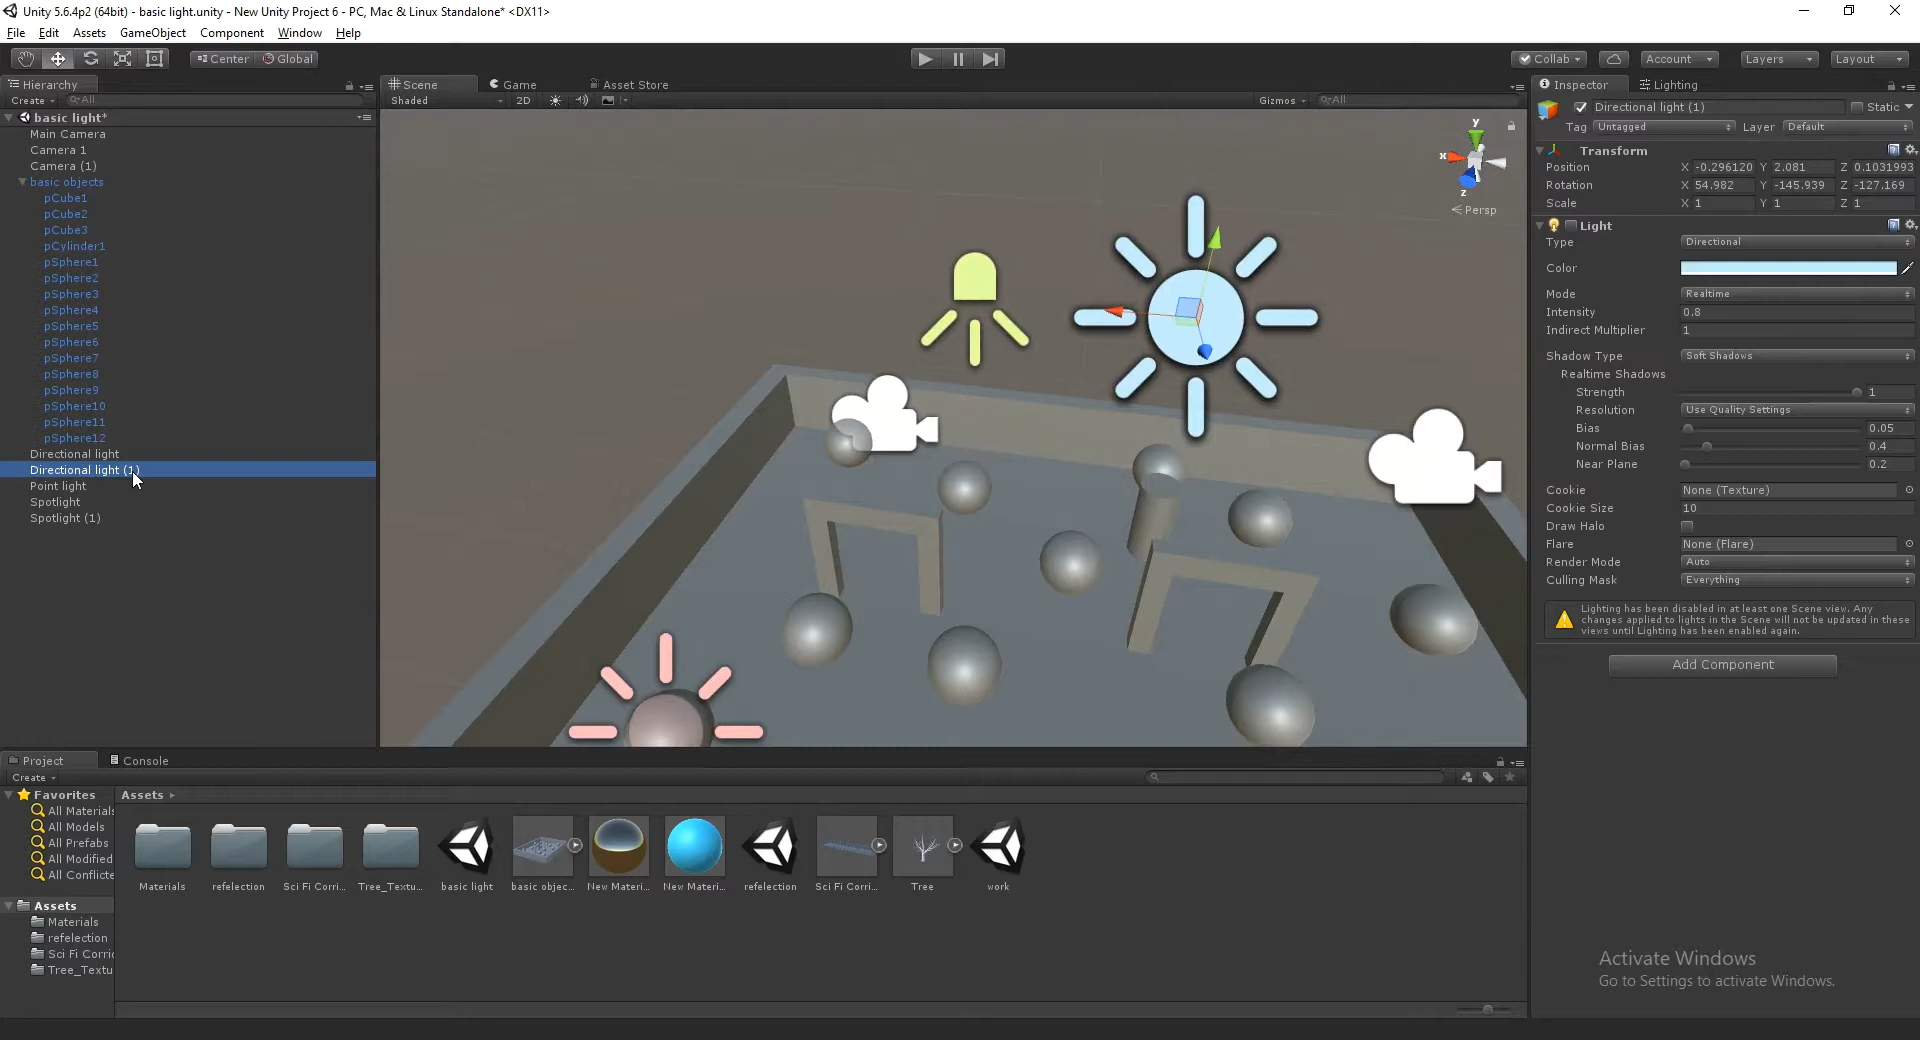 Unity 5.6.4p2 (64bit) - basic light.unity - New Unity Project 6 - PC, Mac & Linux Standalone* <DX11>
File Edit Assets GameObject Component Window Help
Center Global
Collab Account Layers Layout
Hierarchy
Create All
basic light*
Main Camera
Camera 1
Camera (1)
basic objects
pCube1
pCube2
pCube3
pCylinder1
pSphere1
pSphere2
pSphere3
pSphere4
pSphere5
pSphere6
pSphere7
pSphere8
pSphere9
pSphere10
pSphere11
pSphere12
Directional light
Directional light (1)
Point light
Spotlight
Spotlight (1)
Scene Game Asset Store
Shaded 2D Gizmos All
y
x
z
Persp
Inspector Lighting
Directional light (1) Static
Tag Untagged Layer Default
Transform
Position X -0.296120 Y 2.081 Z 0.1031993
Rotation X 54.982 Y -145.939 Z -127.169
Scale X 1 Y 1 Z 1
Light
Type Directional
Color
Mode Realtime
Intensity 0.8
Indirect Multiplier 1
Shadow Type Soft Shadows
Realtime Shadows
Strength 1
Resolution Use Quality Settings
Bias 0.05
Normal Bias 0.4
Near Plane 0.2
Cookie None (Texture)
Cookie Size 10
Draw Halo
Flare None (Flare)
Render Mode Auto
Culling Mask Everything
Lighting has been disabled in at least one Scene view. Any
changes applied to lights in the Scene will not be updated in these
views until Lighting has been enabled again.
Add Component
Project Console
Create
Favorites
All Materials
All Models
All Prefabs
All Modified
All Conflicte
Assets
Materials
refelection
Sci Fi Corri
Tree_Textu
Assets
Materials refelection Sci Fi Corri... Tree_Textu... basic light basic objec... New Materi... New Materi... refelection Sci Fi Corri... Tree work
Activate Windows
Go to Settings to activate Windows.